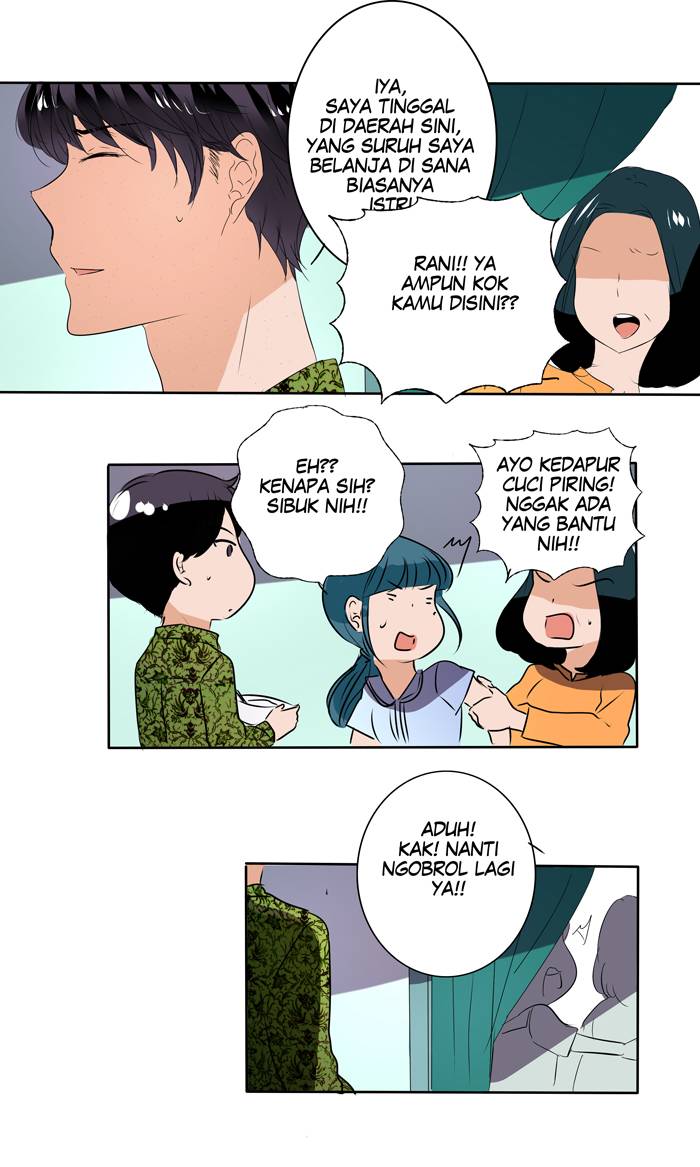 IYA,
SAYA TINGGAL
DI DAERAH SINI,
YANG SURUH SAYA
BELANJA DI SANA
BIASANYA
ISTRI
RANI!! YA
AMPUN KOK
KAMU DISINI??
EH??
KENAPA SIH?
SIBUK NIH!!
AYO KEDAPUR
CUCI PIRING!
NGGAK ADA
YANG BANTU
NIH!!
ADUH!
KAK! NANTI
NGOBROL LAGI
YA!!